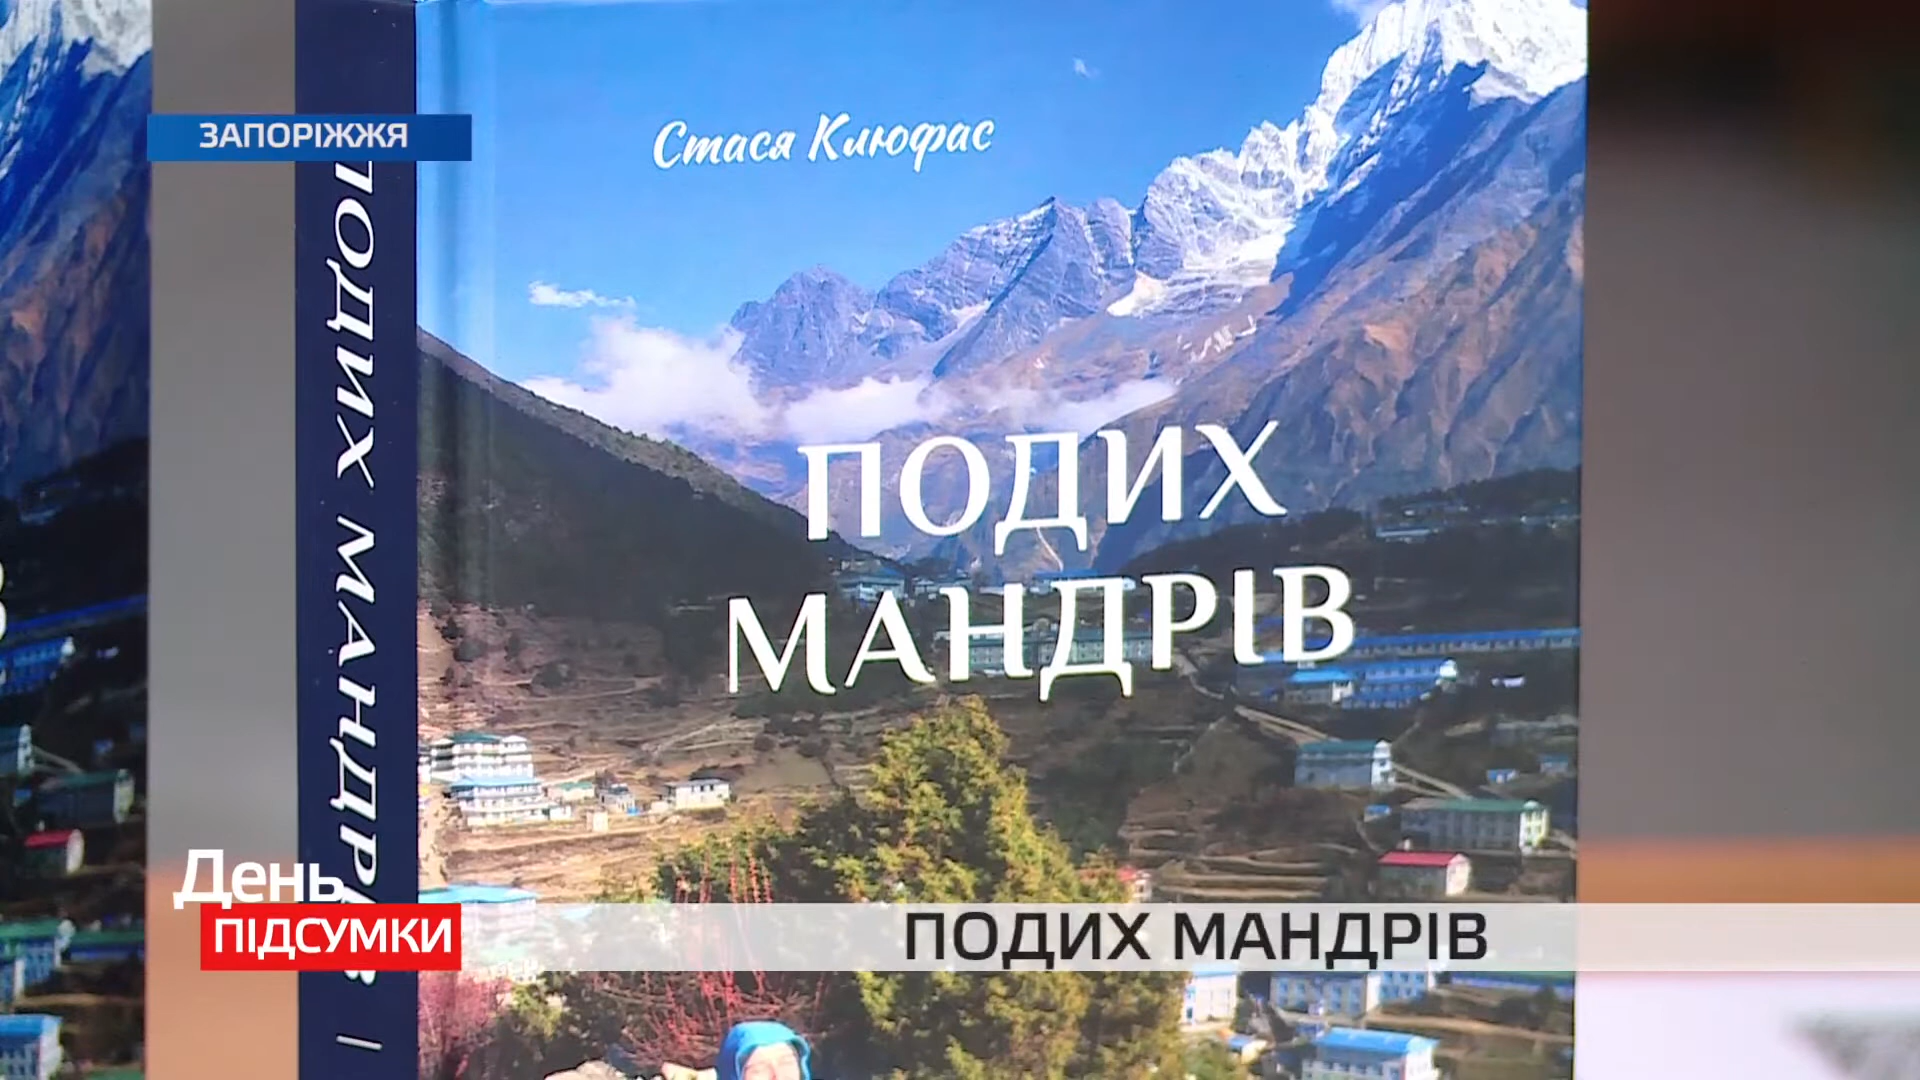 ЗАПОРІЖЖЯ
Стася Клюфас
ПОДИХ
МАНДРІВ
ПОДИХ МАНДРІВ |
День
ПІДСУМКИ
ПОДИХ МАНДРІВ